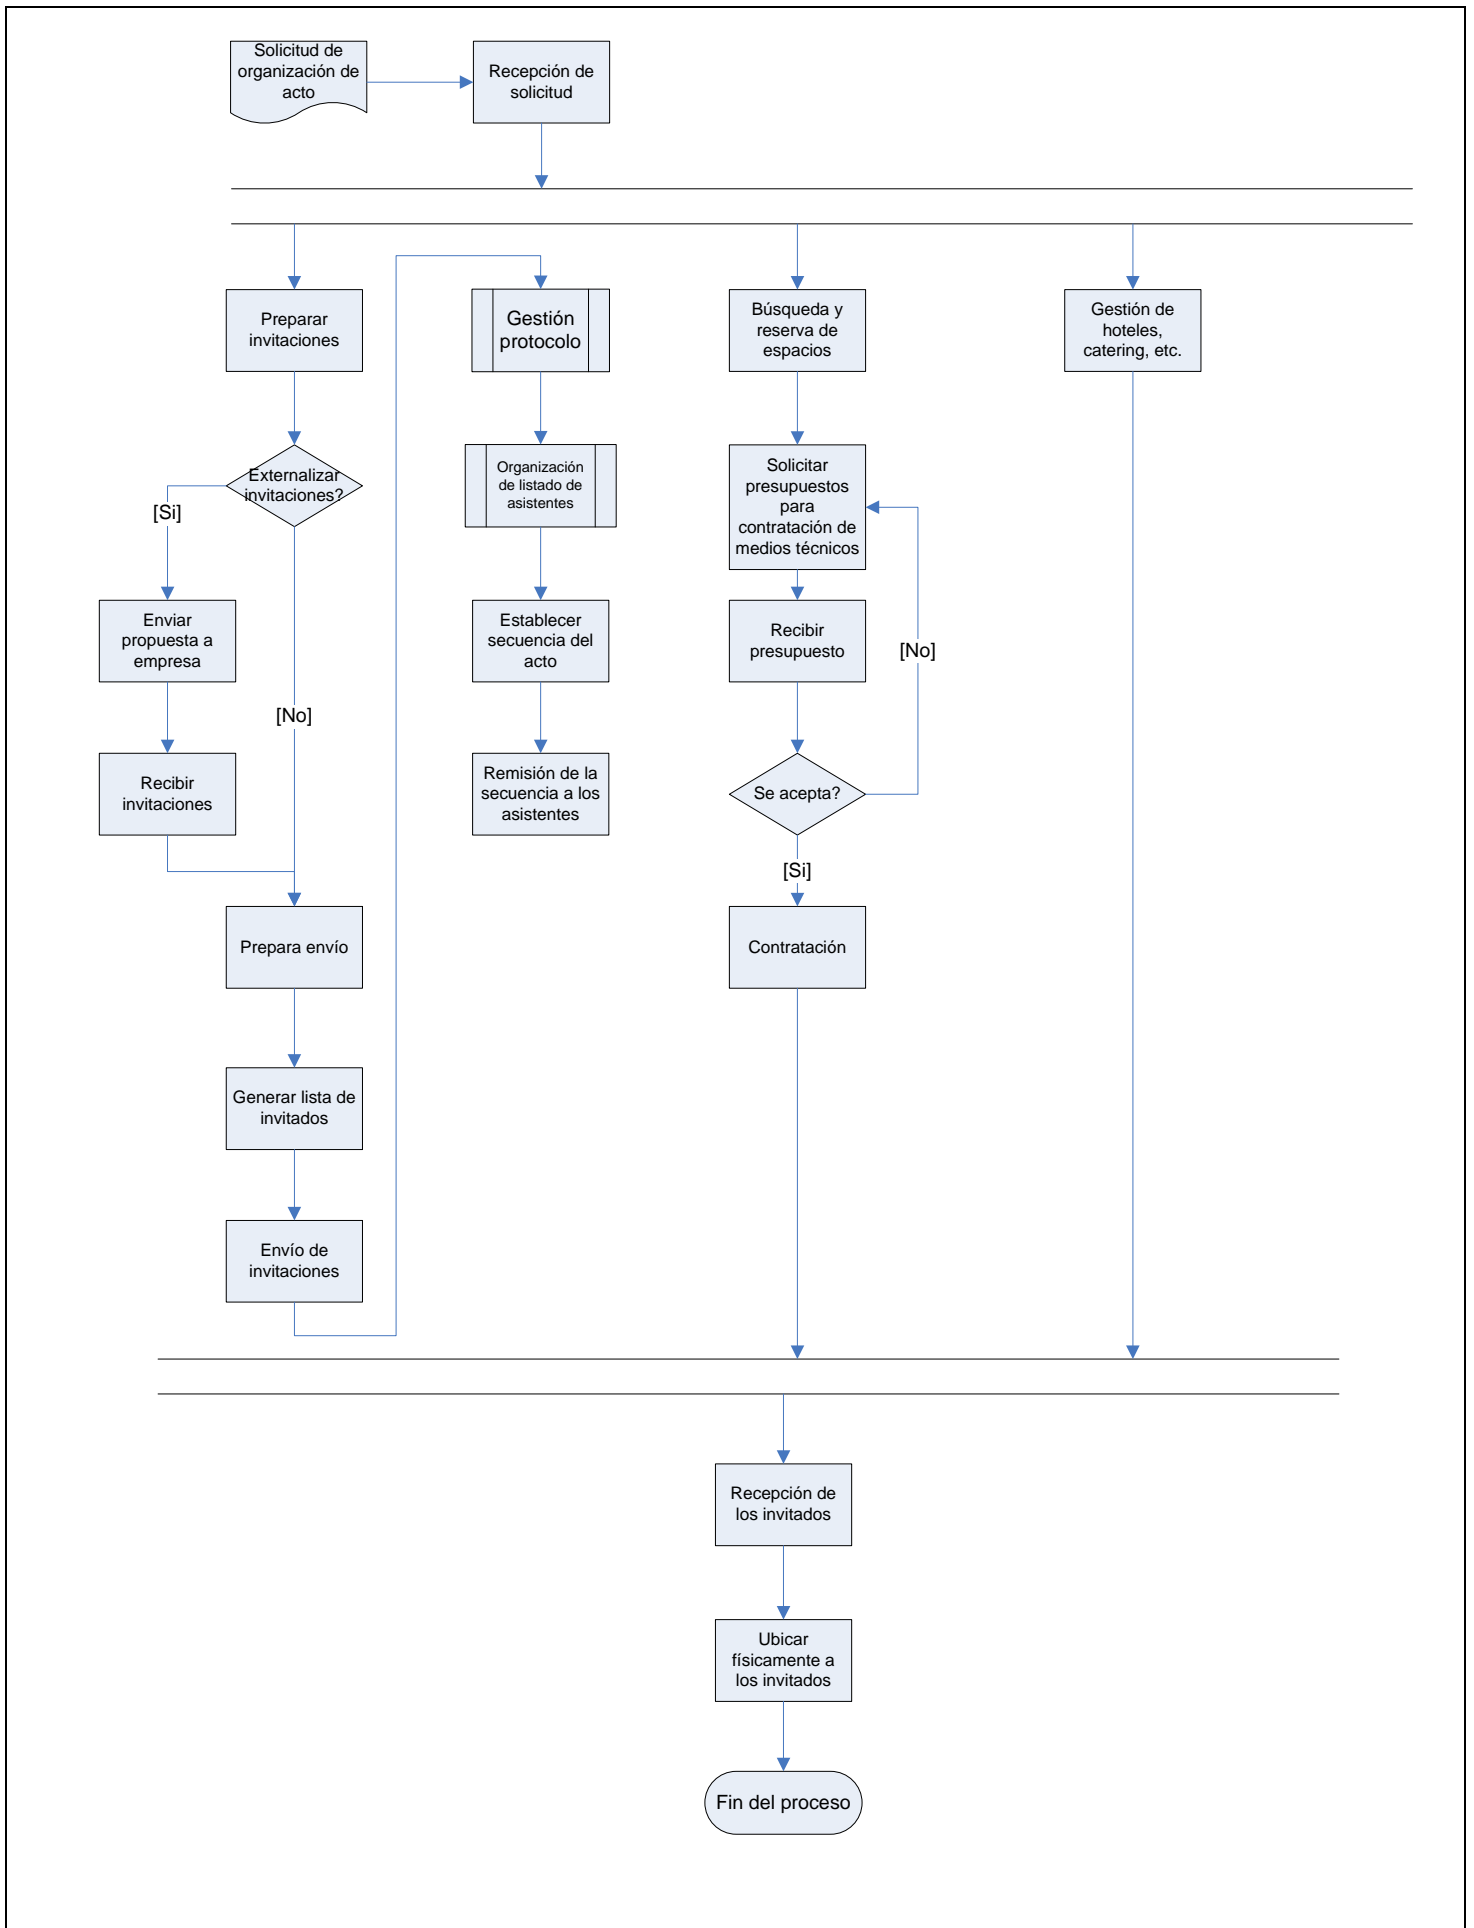 Solicitud de
organización de
acto
Recepción de
solicitud
Preparar
invitaciones
Gestión
protocolo
Búsqueda y
reserva de
espacios
Gestión de
hoteles,
catering, etc.
Externalizar
invitaciones?
[Si]
[No]
Organización
de listado de
asistentes
Solicitar
presupuestos
para
contratación de
medios técnicos
Enviar
propuesta a
empresa
Establecer
secuencia del
acto
Recibir
presupuesto
[No]
Recibir
invitaciones
Remisión de la
secuencia a los
asistentes
Se acepta?
[Si]
Prepara envío
Contratación
Generar lista de
invitados
Envío de
invitaciones
Recepción de
los invitados
Ubicar
físicamente a
los invitados
Fin del proceso